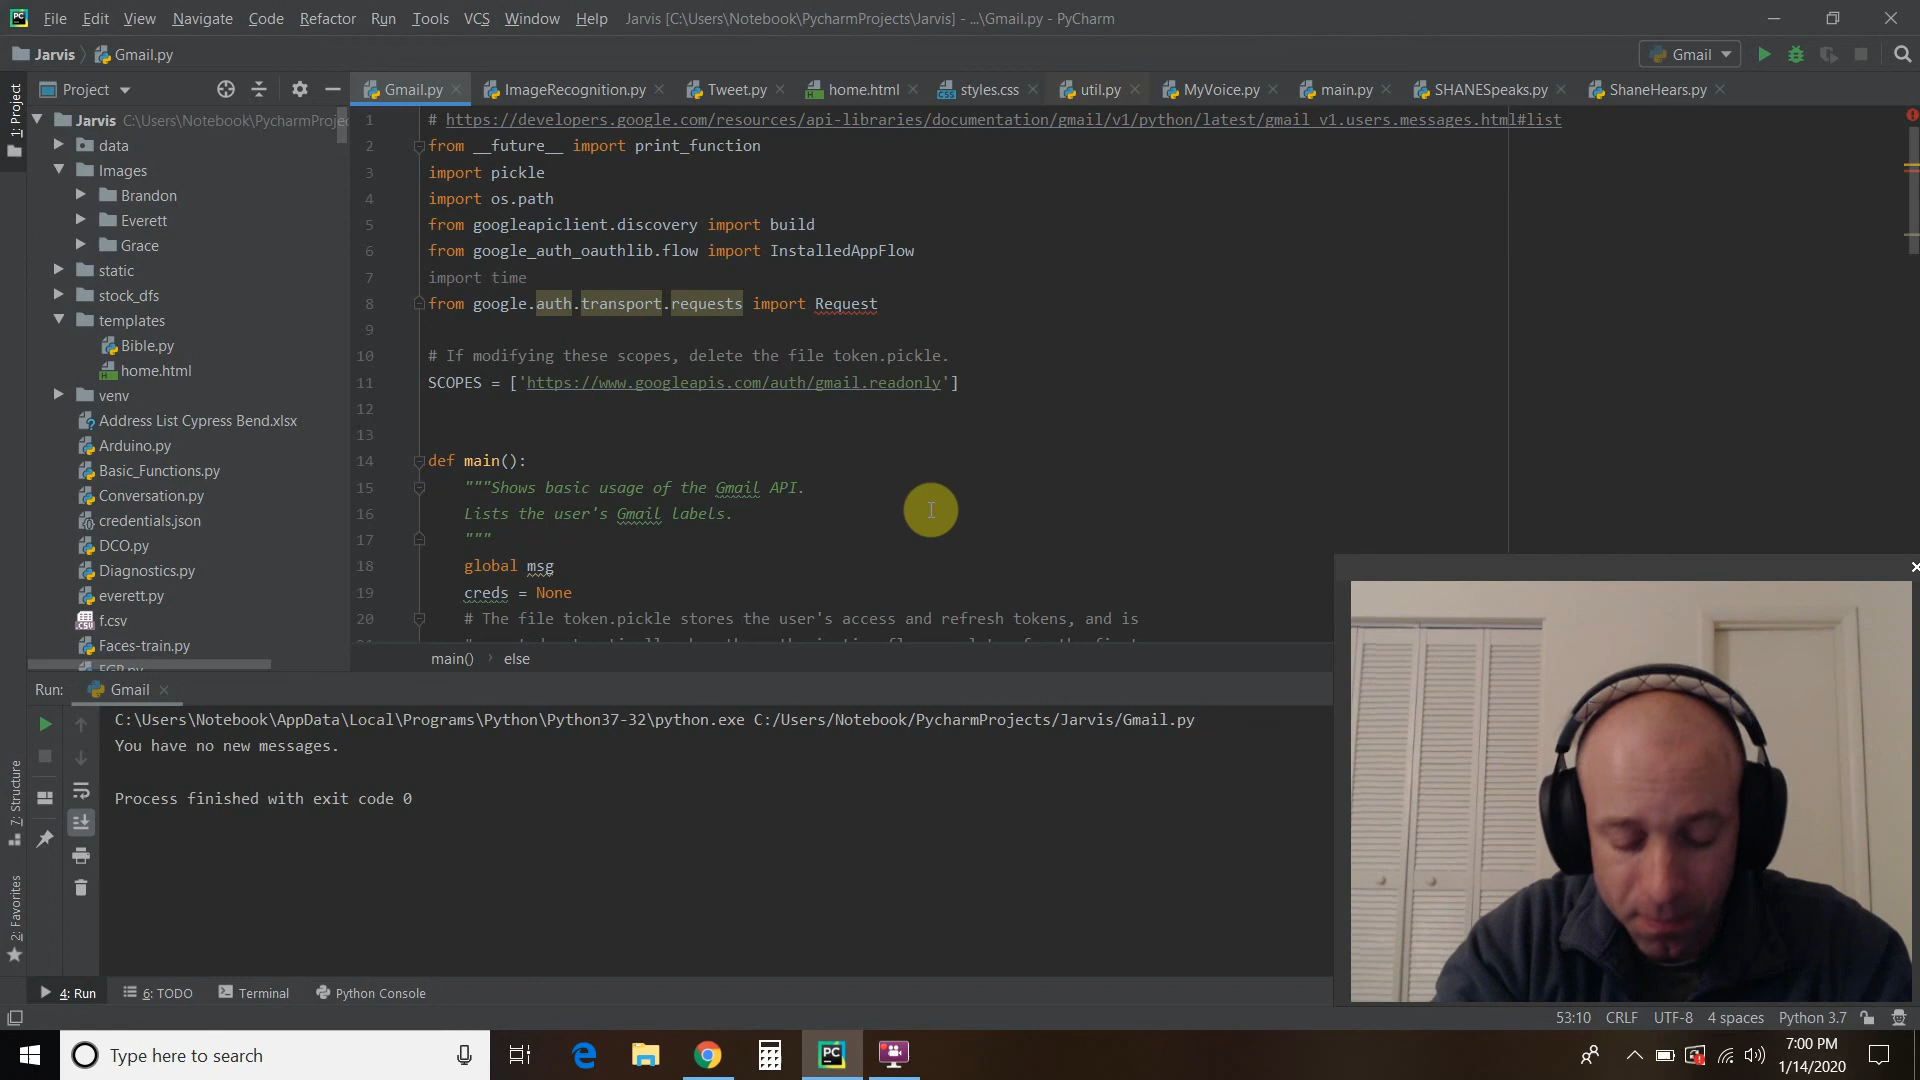 File Edit View Navigate Code Refactor Run Tools VCS Window Help Jarvis [C:\Users\Notebook\PycharmProjects\Jarvis] - ...\Gmail.py - PyCharm
Jarvis Gmail.py Gmail
Project Gmail.py ImageRecognition.py Tweet.py home.html styles.css util.py MyVoice.py main.py SHANESpeaks.py ShaneHears.py
1: Project
Jarvis C:\Users\Notebook\PycharmProje
data
Images
Brandon
Everett
Grace
static
stock_dfs
templates
Bible.py
home.html
venv
Address List Cypress Bend.xlsx
Arduino.py
Basic_Functions.py
Conversation.py
credentials.json
DCO.py
Diagnostics.py
everett.py
f.csv
Faces-train.py
1 # https://developers.google.com/resources/api-libraries/documentation/gmail/v1/python/latest/gmail_v1.users.messages.html#list
2 from __future__ import print_function
3 import pickle
4 import os.path
5 from googleapiclient.discovery import build
6 from google_auth_oauthlib.flow import InstalledAppFlow
7 import time
8 from google.auth.transport.requests import Request
9
10 # If modifying these scopes, delete the file token.pickle.
11 SCOPES = ['https://www.googleapis.com/auth/gmail.readonly']
12
13
14 def main():
15 """Shows basic usage of the Gmail API.
16 Lists the user's Gmail labels.
17 """
18 global msg
19 creds = None
20 # The file token.pickle stores the user's access and refresh tokens, and is
main() › else
Run: Gmail
C:\Users\Notebook\AppData\Local\Programs\Python\Python37-32\python.exe C:/Users/Notebook/PycharmProjects/Jarvis/Gmail.py
You have no new messages.
Process finished with exit code 0
7: Structure
2: Favorites
4: Run 6: TODO Terminal Python Console
53:10 CRLF UTF-8 4 spaces Python 3.7
Type here to search
7:00 PM
1/14/2020